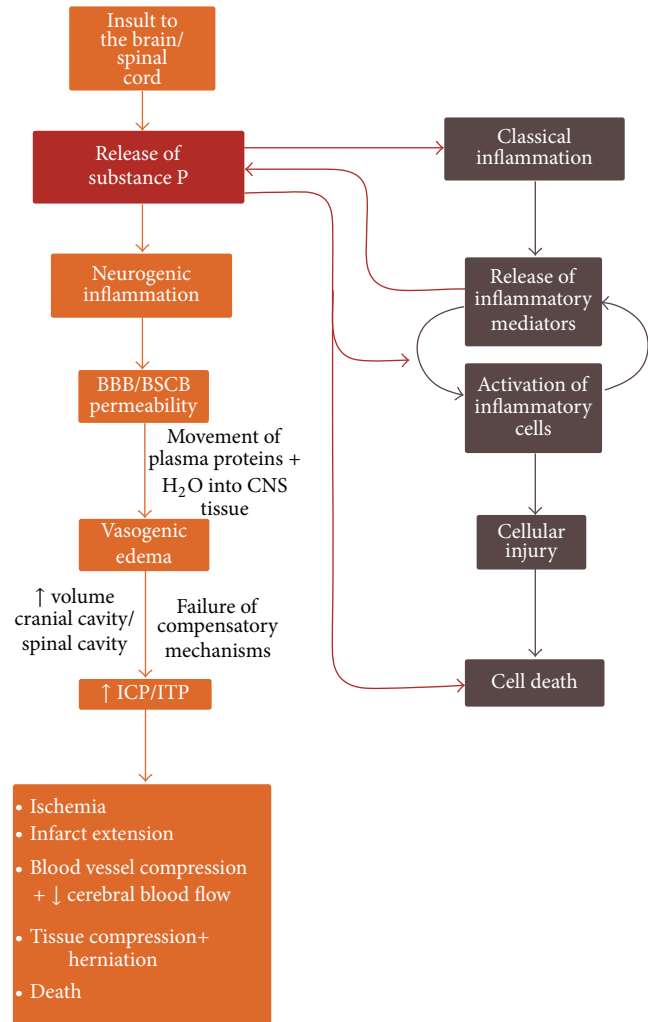 Insult to
the brain/
spinal
cord
Release of
substance P
Neurogenic
inflammation
BBB/BSCB
permeability
Movement of
plasma proteins +
H₂O into CNS
tissue
Vasogenic
edema
↑ volume
cranial cavity/
spinal cavity
Failure of
compensatory
mechanisms
↑ ICP/ITP
• Ischemia
• Infarct extension
• Blood vessel compression
+ ↓ cerebral blood flow
• Tissue compression+
herniation
• Death
Classical
inflammation
Release of
inflammatory
mediators
Activation of
inflammatory
cells
Cellular
injury
Cell death